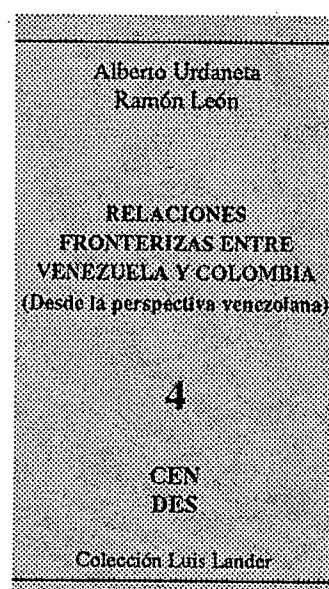 Alberto Urdaneta
Ramón León
RELACIONES
FRONTERIZAS ENTRE
VENEZUELA Y COLOMBIA
(Desde la perspectiva venezolana)
4
CEN
DES
Colección Luis Lander